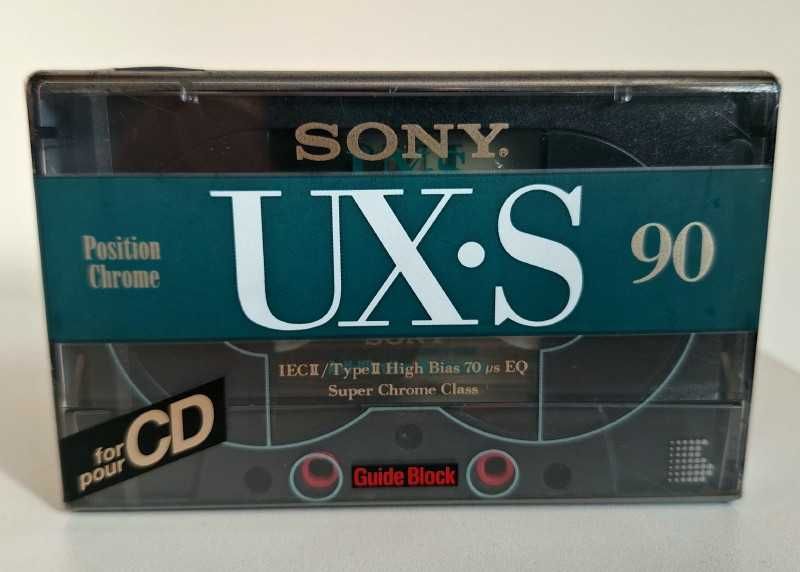 SONY.
UX•S
Position
Chrome
90
SONY
IECII/TypeII High Bias 70 µs EQ
Super Chrome Class
for
pour
CD
Guide Block